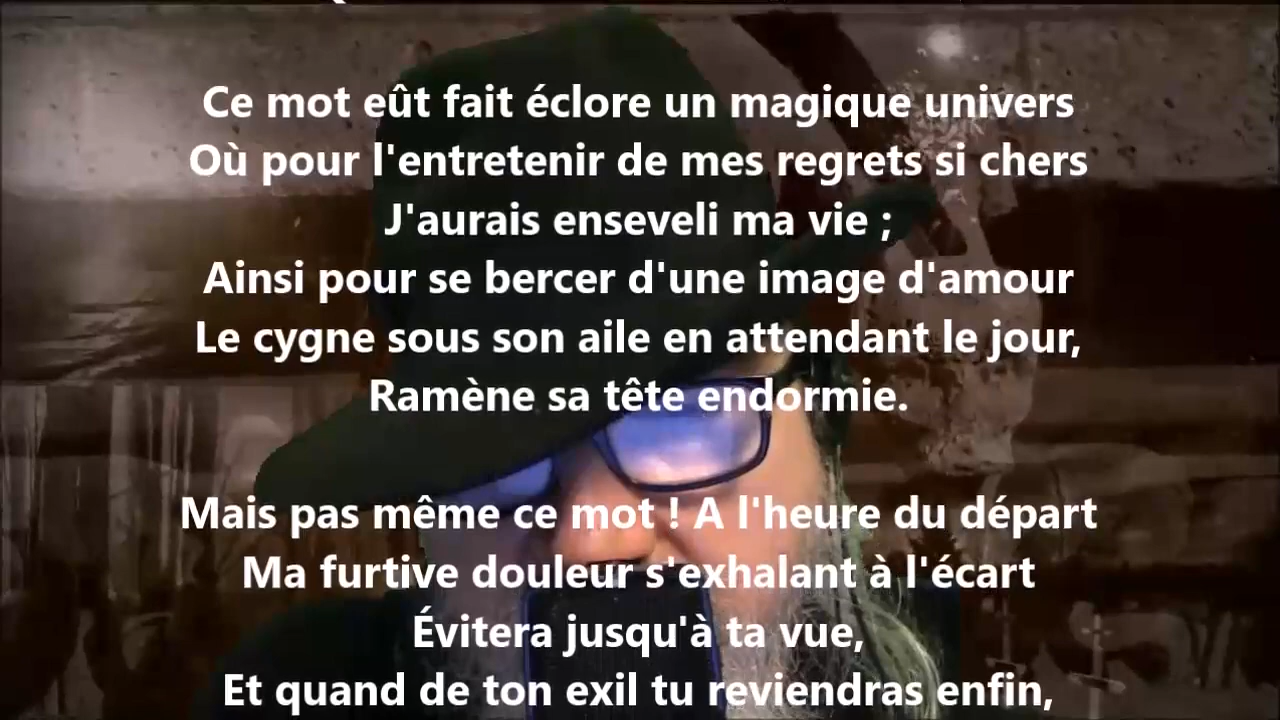 Ce mot eût fait éclore un magique univers
Où pour l'entretenir de mes regrets si chers
J'aurais enseveli ma vie ;
Ainsi pour se bercer d'une image d'amour
Le cygne sous son aile en attendant le jour,
Ramène sa tête endormie.
Mais pas même ce mot ! A l'heure du départ
Ma furtive douleur s'exhalant à l'écart
Évitera jusqu'à ta vue,
Et quand de ton exil tu reviendras enfin,